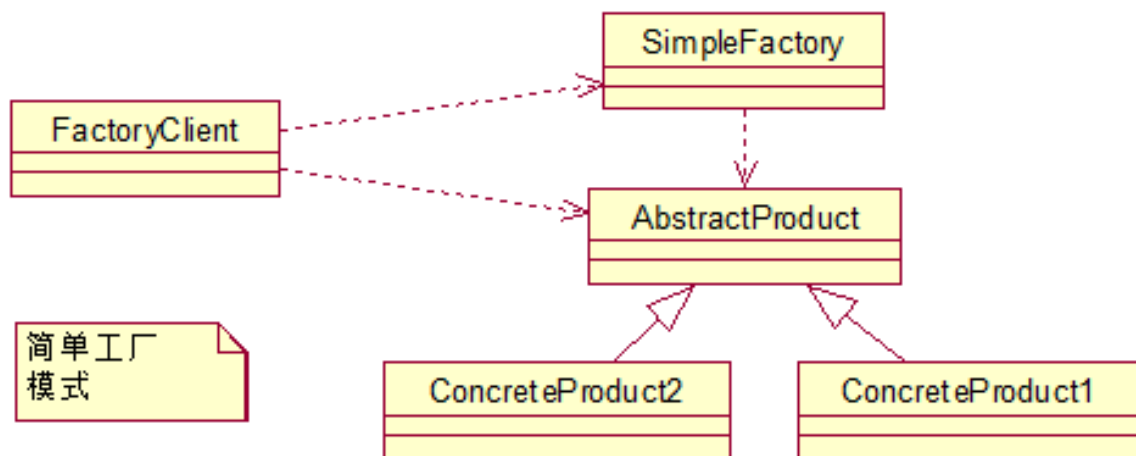 SimpleFactory
FactoryClient
AbstractProduct
简单工厂
模式
ConcreteProduct2
ConcreteProduct1